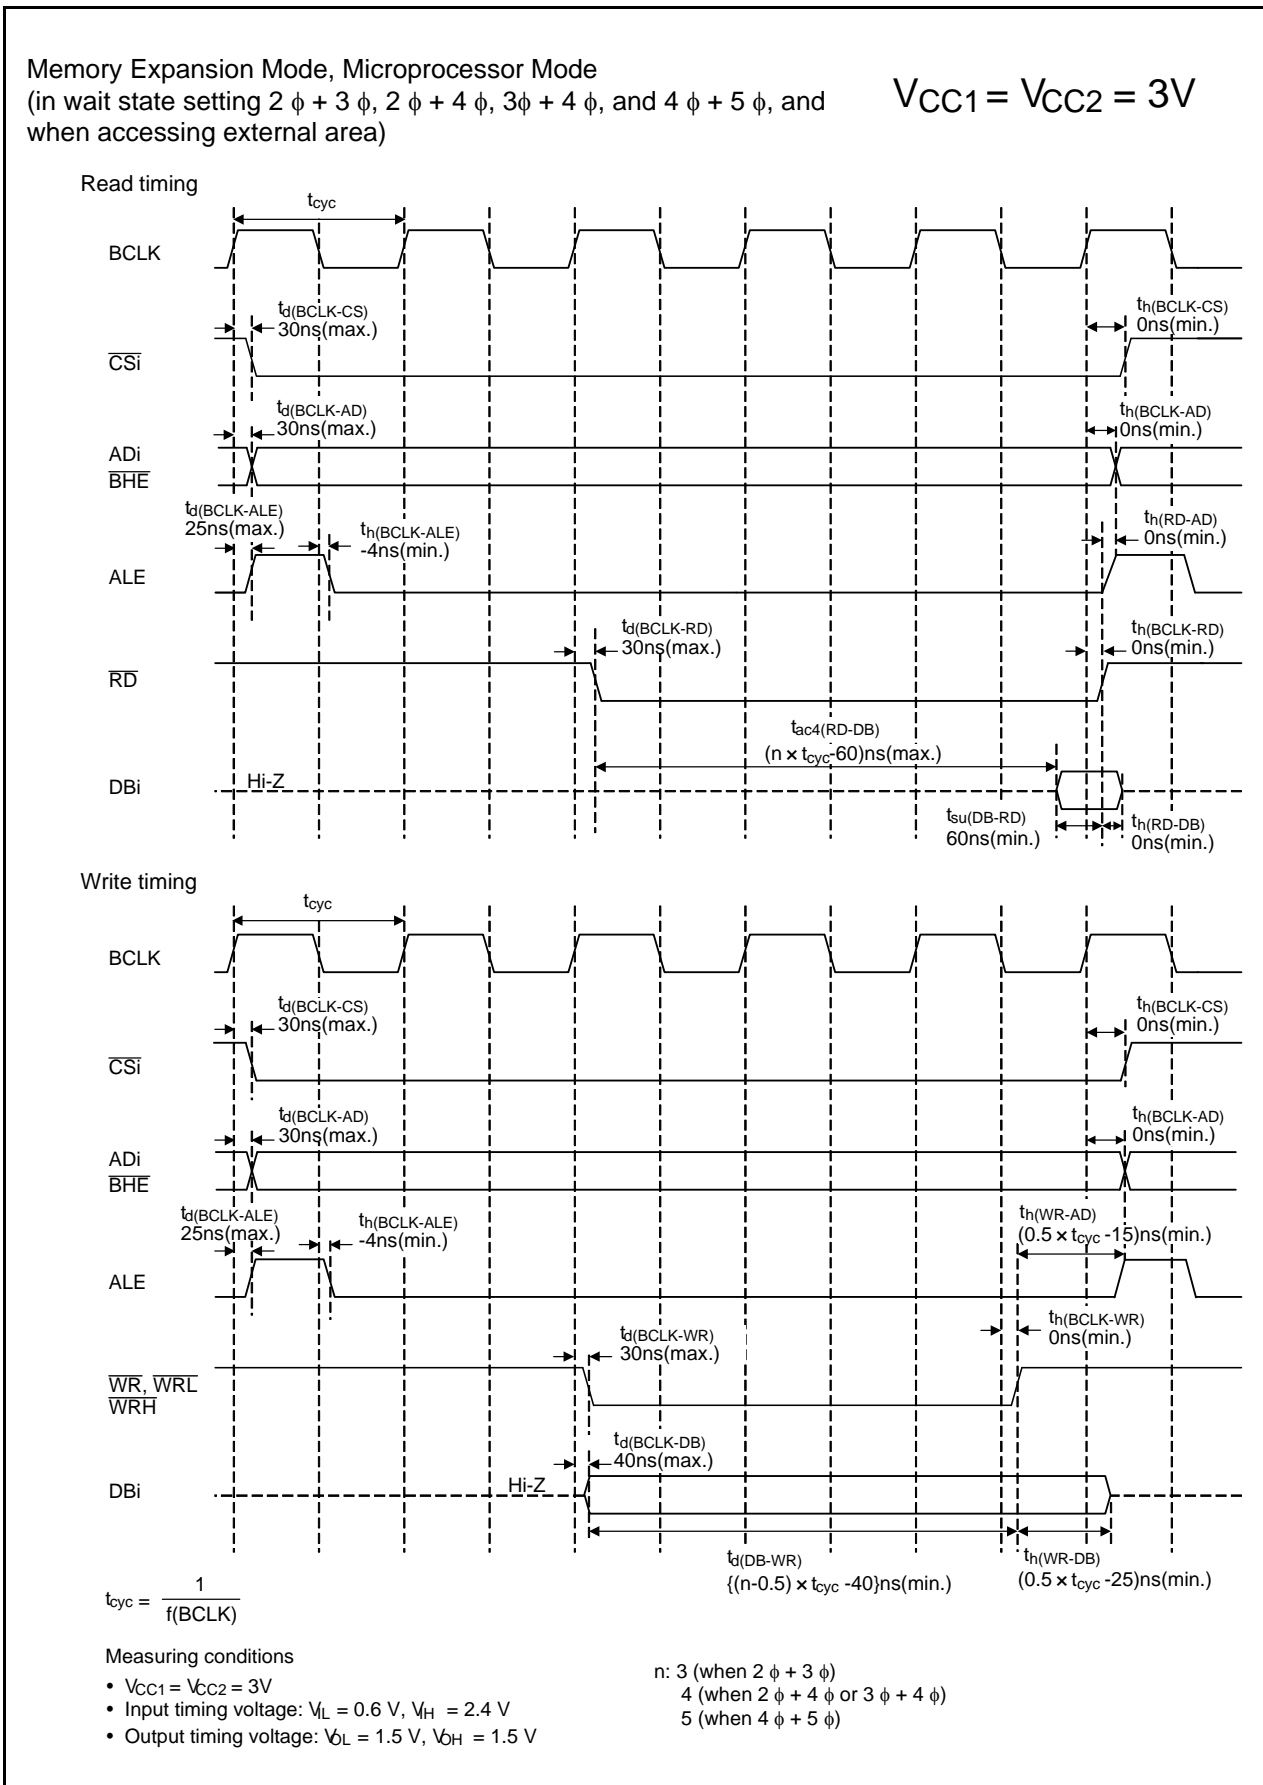 Memory Expansion Mode, Microprocessor Mode
(in wait state setting 2 ϕ + 3 ϕ, 2 ϕ + 4 ϕ, 3ϕ + 4 ϕ, and 4 ϕ + 5 ϕ, and
when accessing external area)
VCC1 = VCC2 = 3V
Read timing
tcyc
BCLK
td(BCLK-CS)
30ns(max.)
th(BCLK-CS)
0ns(min.)
CSi
td(BCLK-AD)
30ns(max.)
th(BCLK-AD)
0ns(min.)
ADi
BHE
td(BCLK-ALE)
25ns(max.)
th(BCLK-ALE)
-4ns(min.)
th(RD-AD)
0ns(min.)
ALE
td(BCLK-RD)
30ns(max.)
th(BCLK-RD)
0ns(min.)
RD
tac4(RD-DB)
(n × tcyc-60)ns(max.)
Hi-Z
DBi
tsu(DB-RD)
60ns(min.)
th(RD-DB)
0ns(min.)
Write timing
tcyc
BCLK
td(BCLK-CS)
30ns(max.)
th(BCLK-CS)
0ns(min.)
CSi
td(BCLK-AD)
30ns(max.)
th(BCLK-AD)
0ns(min.)
ADi
BHE
td(BCLK-ALE)
25ns(max.)
th(BCLK-ALE)
-4ns(min.)
th(WR-AD)
(0.5 × tcyc -15)ns(min.)
ALE
td(BCLK-WR)
30ns(max.)
th(BCLK-WR)
0ns(min.)
WR, WRL
WRH
td(BCLK-DB)
40ns(max.)
Hi-Z
DBi
td(DB-WR)
{(n-0.5) × tcyc -40}ns(min.)
th(WR-DB)
(0.5 × tcyc -25)ns(min.)
tcyc = 1
f(BCLK)
Measuring conditions
• VCC1 = VCC2 = 3V
• Input timing voltage: VIL = 0.6 V, VIH = 2.4 V
• Output timing voltage: VOL = 1.5 V, VOH = 1.5 V
n: 3 (when 2 ϕ + 3 ϕ)
4 (when 2 ϕ + 4 ϕ or 3 ϕ + 4 ϕ)
5 (when 4 ϕ + 5 ϕ)